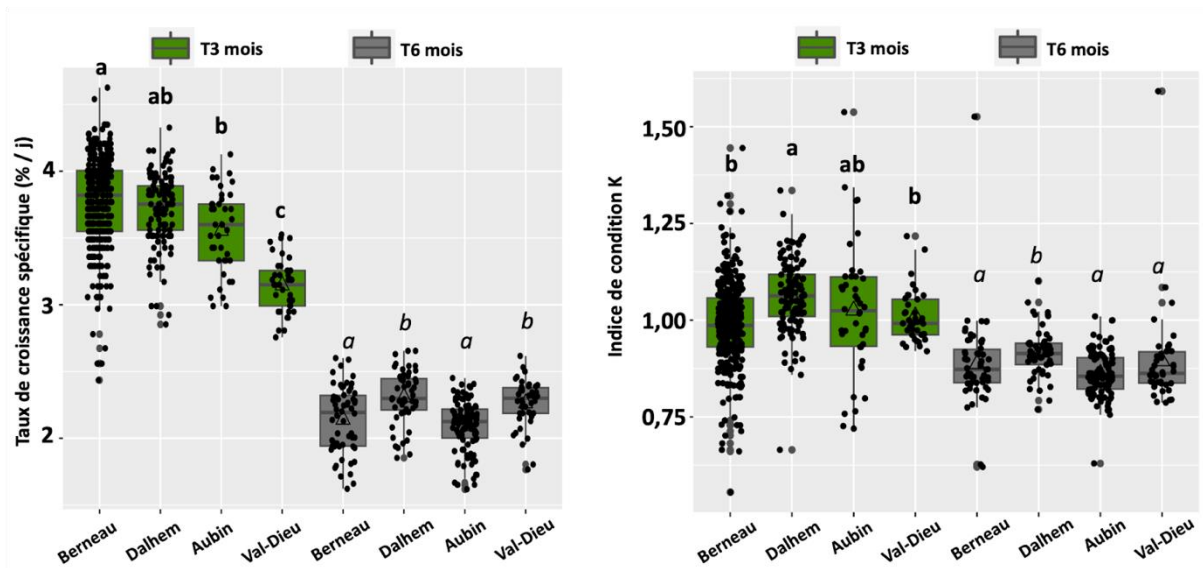 T3 mois
T6 mois
a
ab
b
c
a
b
a
b
4
3
2
Taux de croissance spécifique (% / j)
Berneau
Dalhem
Aubin
Val-Dieu
Berneau
Dalhem
Aubin
Val-Dieu
T3 mois
T6 mois
b
a
ab
b
a
b
a
a
1,50
1,25
1,00
0,75
Indice de condition K
Berneau
Dalhem
Aubin
Val-Dieu
Berneau
Dalhem
Aubin
Val-Dieu